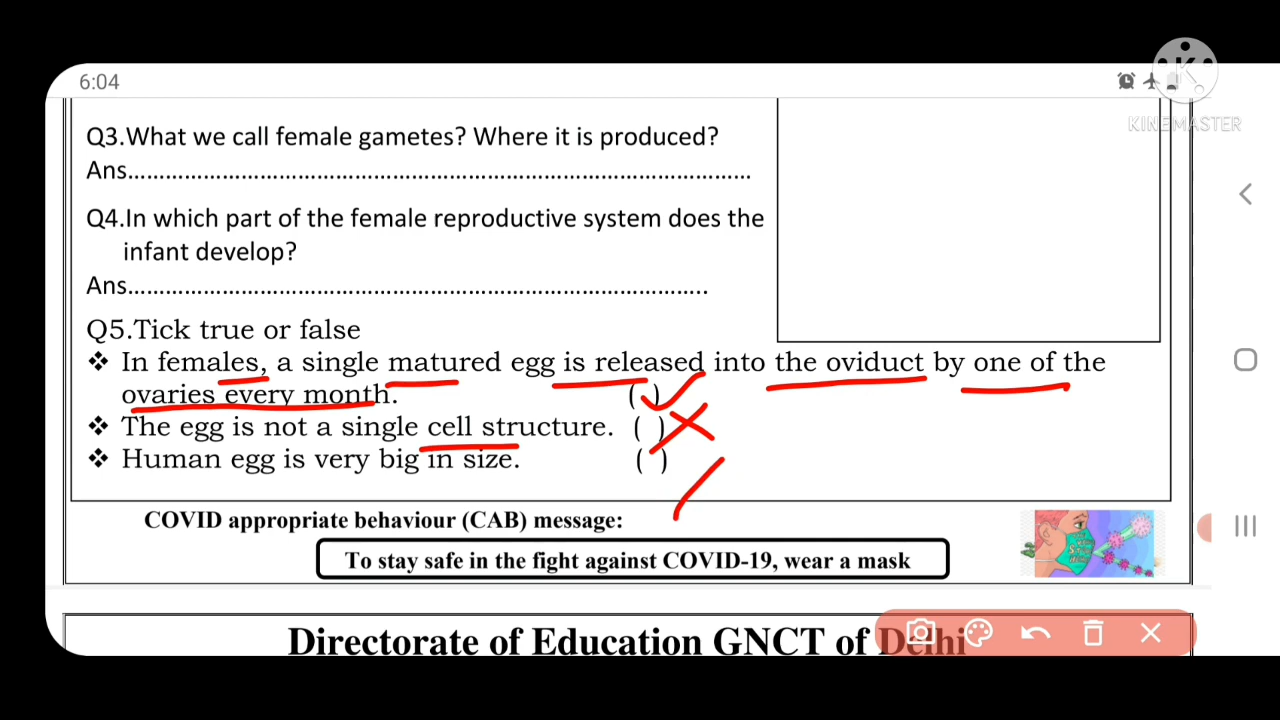 6:04
KINEMASTER
Q3.What we call female gametes? Where it is produced?
Ans……………………………………………………………………………………
Q4.In which part of the female reproductive system does the
infant develop?
Ans………………………………………………………………………………..
Q5.Tick true or false
❖ In females, a single matured egg is released into the oviduct by one of the
ovaries every month. ( )
❖ The egg is not a single cell structure. ( )
❖ Human egg is very big in size. ( )
COVID appropriate behaviour (CAB) message:
To stay safe in the fight against COVID-19, wear a mask
Directorate of Education GNCT of Delhi